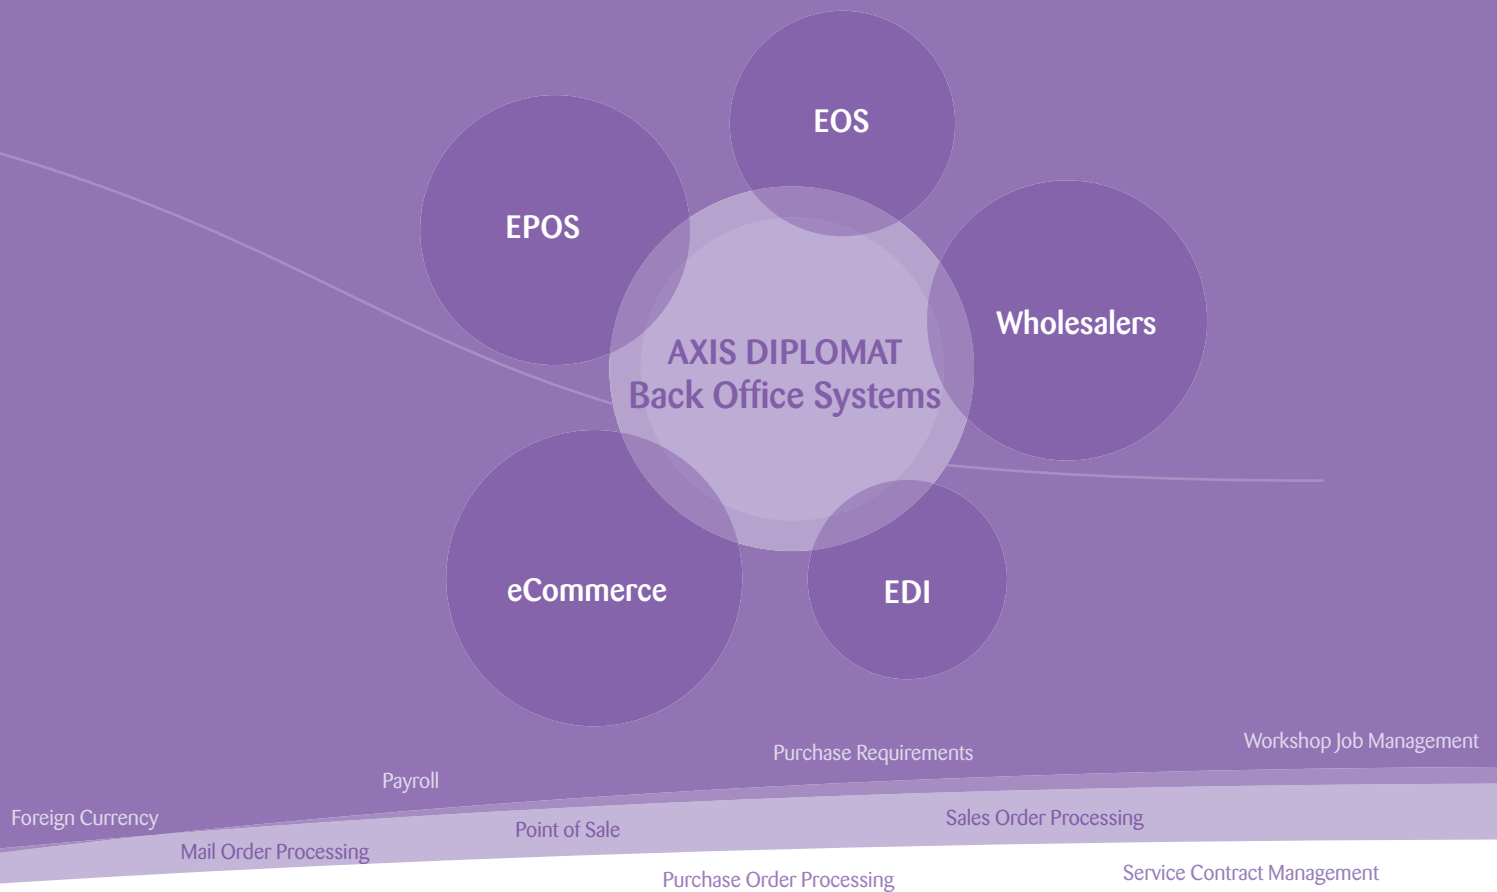 EOS
EPOS
Wholesalers
AXIS DIPLOMAT
Back Office Systems
eCommerce
EDI
Workshop Job Management
Purchase Requirements
Payroll
Foreign Currency
Sales Order Processing
Point of Sale
Mail Order Processing
Service Contract Management
Purchase Order Processing